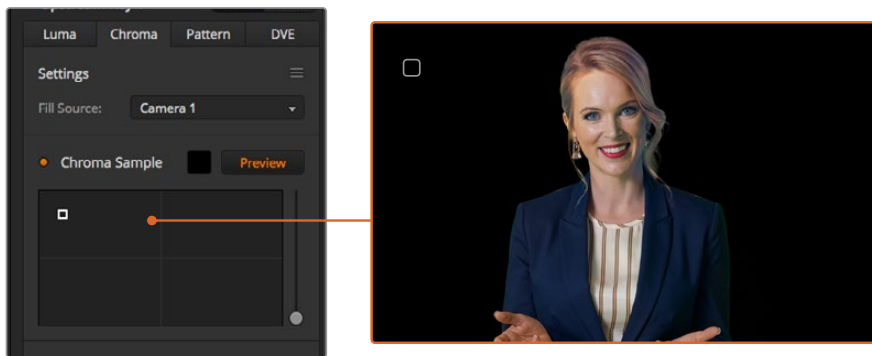 Luma Chroma Pattern DVE
Settings
Fill Source: Camera 1
Chroma Sample Preview